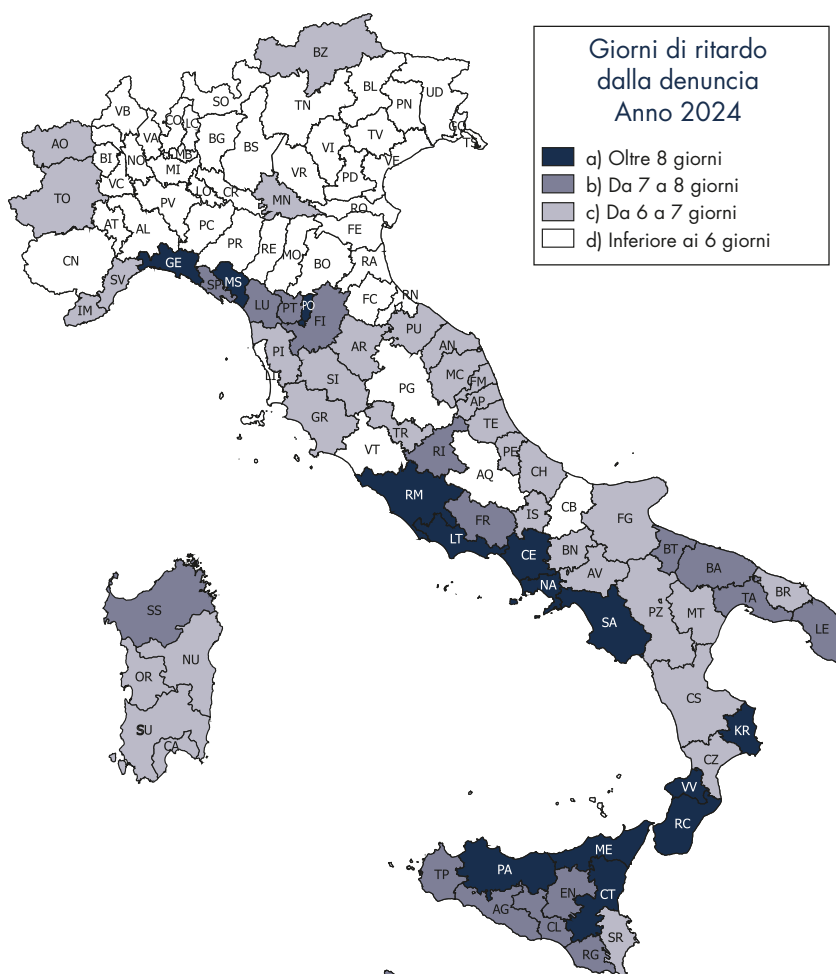 Giorni di ritardo
dalla denuncia
Anno 2024
a) Oltre 8 giorni
b) Da 7 a 8 giorni
c) Da 6 a 7 giorni
d) Inferiore ai 6 giorni
BZ
BL
UD
SO
TN
PN
VB
CO
LC
GO
TS
AO
VA
BG
BS
VI
TV
VE
BI
NO
MB
MI
VR
PD
TO
VC
LO
CR
MN
RO
PV
AT
AL
PC
PR
RE
MO
FE
CN
GE
BO
RA
SV
SP
MS
LU
PT
PO
FI
FC
RN
IM
PI
AR
PU
AN
LI
SI
MC
FM
PG
AP
GR
TR
TE
VT
RI
PE
AQ
CH
RM
FR
IS
CB
FG
LT
CE
BN
BT
BA
NA
AV
BR
SA
PZ
MT
TA
LE
SS
NU
OR
CS
SU
CA
KR
CZ
VV
RC
ME
PA
TP
EN
CT
AG
CL
SR
RG